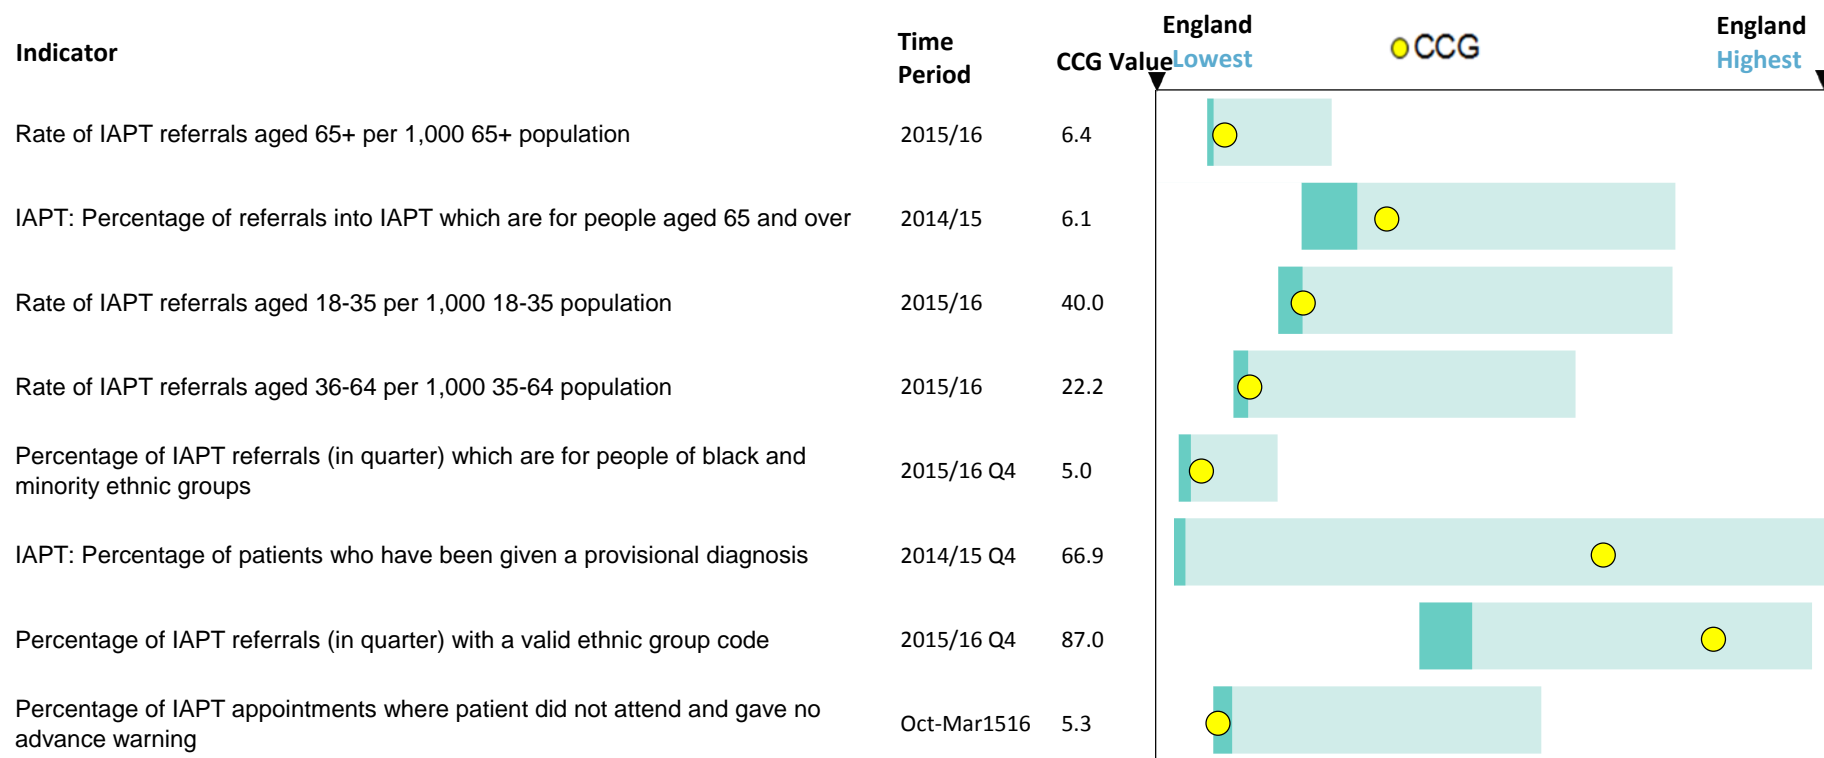 Indicator
Time
Period
CCG Value
England
Lowest
CCG
England
Highest
Rate of IAPT referrals aged 65+ per 1,000 65+ population 2015/16 6.4
IAPT: Percentage of referrals into IAPT which are for people aged 65 and over 2014/15 6.1
Rate of IAPT referrals aged 18-35 per 1,000 18-35 population 2015/16 40.0
Rate of IAPT referrals aged 36-64 per 1,000 35-64 population 2015/16 22.2
Percentage of IAPT referrals (in quarter) which are for people of black and
minority ethnic groups 2015/16 Q4 5.0
IAPT: Percentage of patients who have been given a provisional diagnosis 2014/15 Q4 66.9
Percentage of IAPT referrals (in quarter) with a valid ethnic group code 2015/16 Q4 87.0
Percentage of IAPT appointments where patient did not attend and gave no
advance warning Oct-Mar1516 5.3